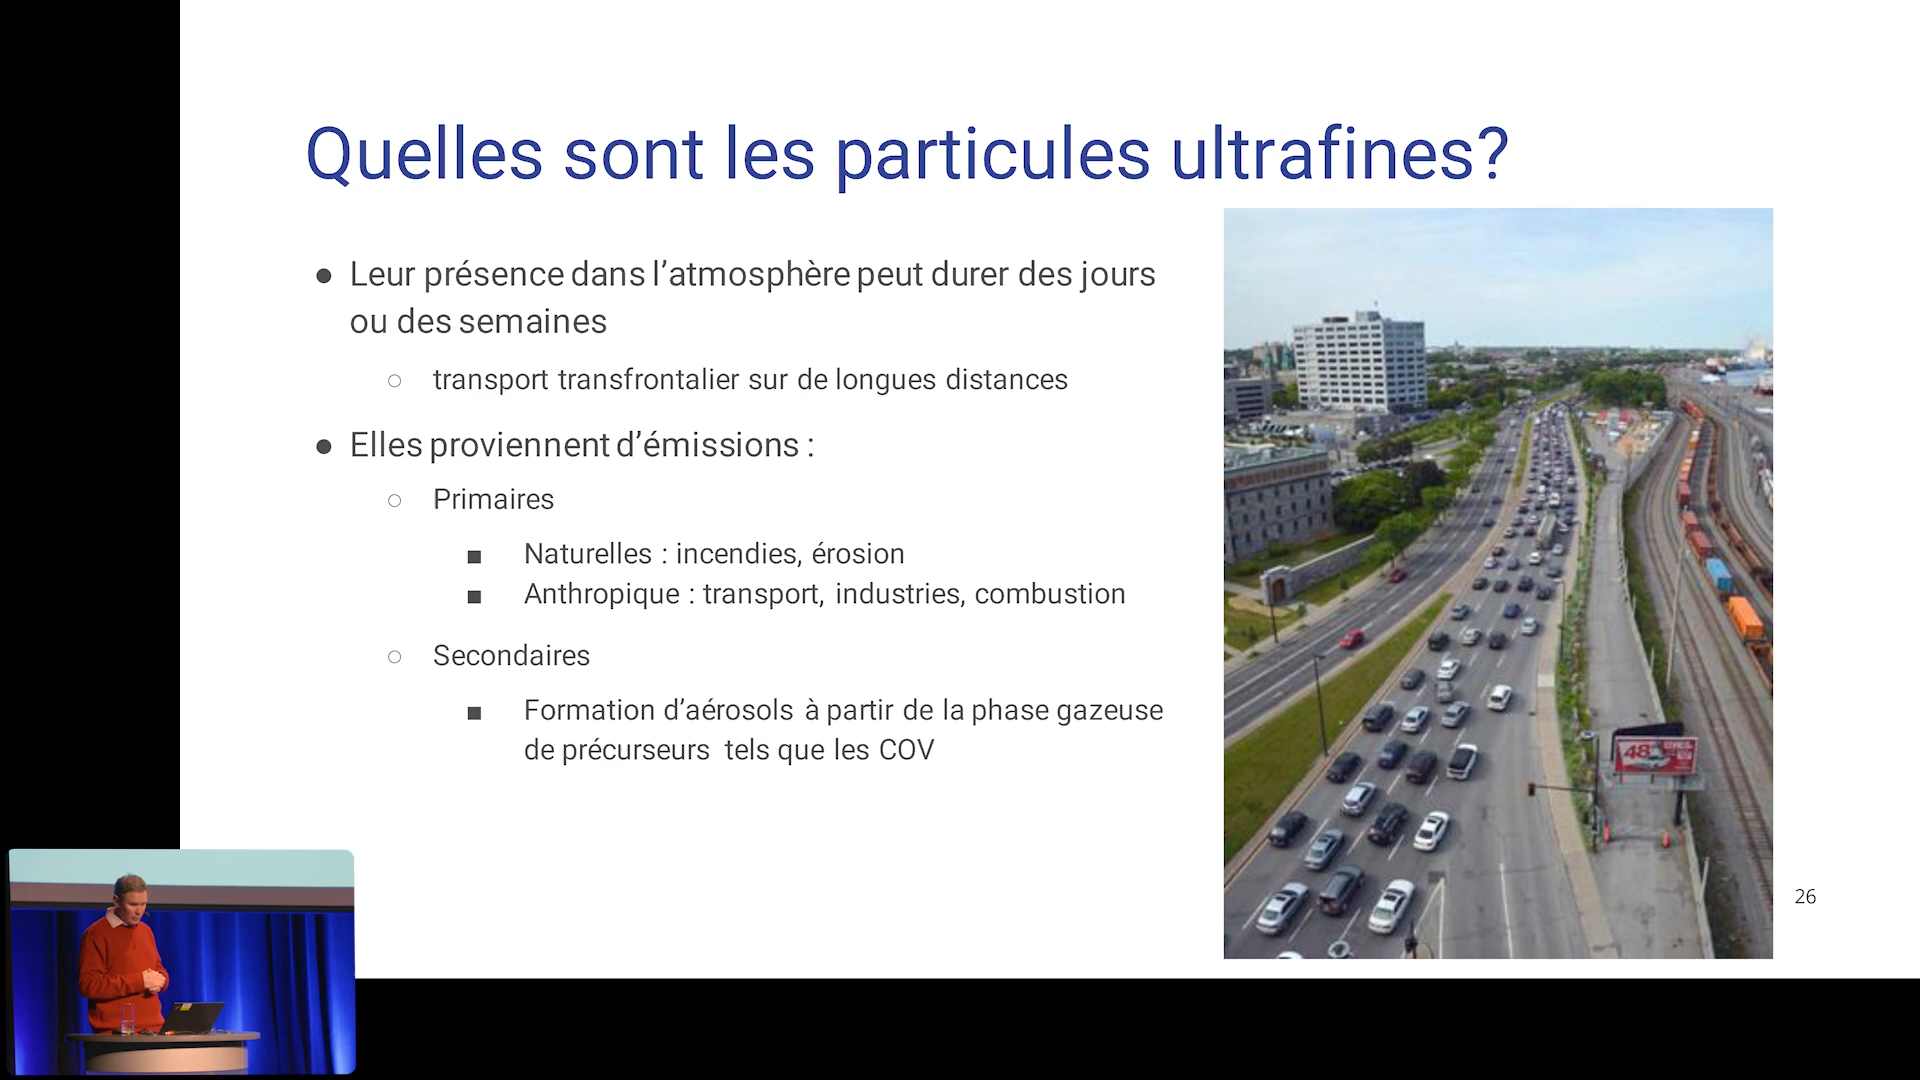 Quelles sont les particules ultrafines?
● Leur présence dans l’atmosphère peut durer des jours
ou des semaines
○ transport transfrontalier sur de longues distances
● Elles proviennent d’émissions :
○ Primaires
■ Naturelles : incendies, érosion
■ Anthropique : transport, industries, combustion
○ Secondaires
■ Formation d’aérosols à partir de la phase gazeuse
de précurseurs tels que les COV
48
26